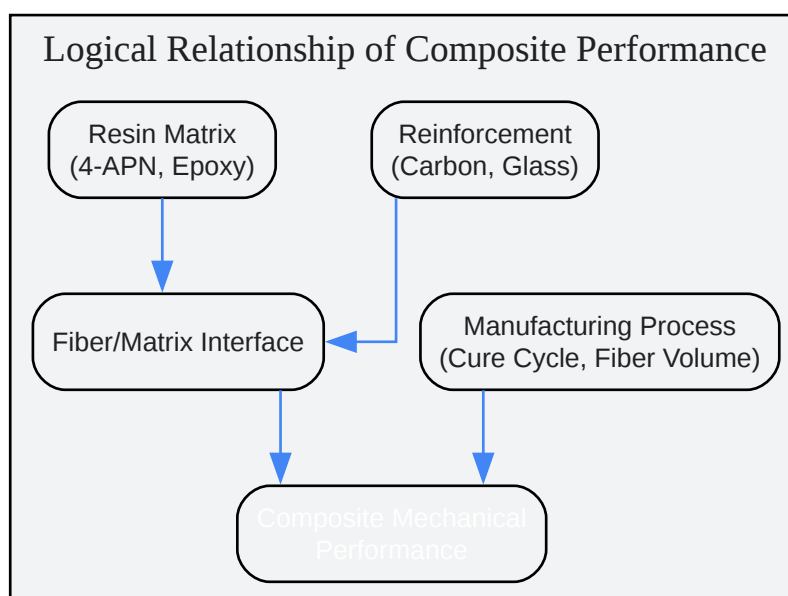 Logical Relationship of Composite Performance
Resin Matrix
(4-APN, Epoxy)
Reinforcement
(Carbon, Glass)
Fiber/Matrix Interface
Manufacturing Process
(Cure Cycle, Fiber Volume)
Composite Mechanical
Performance